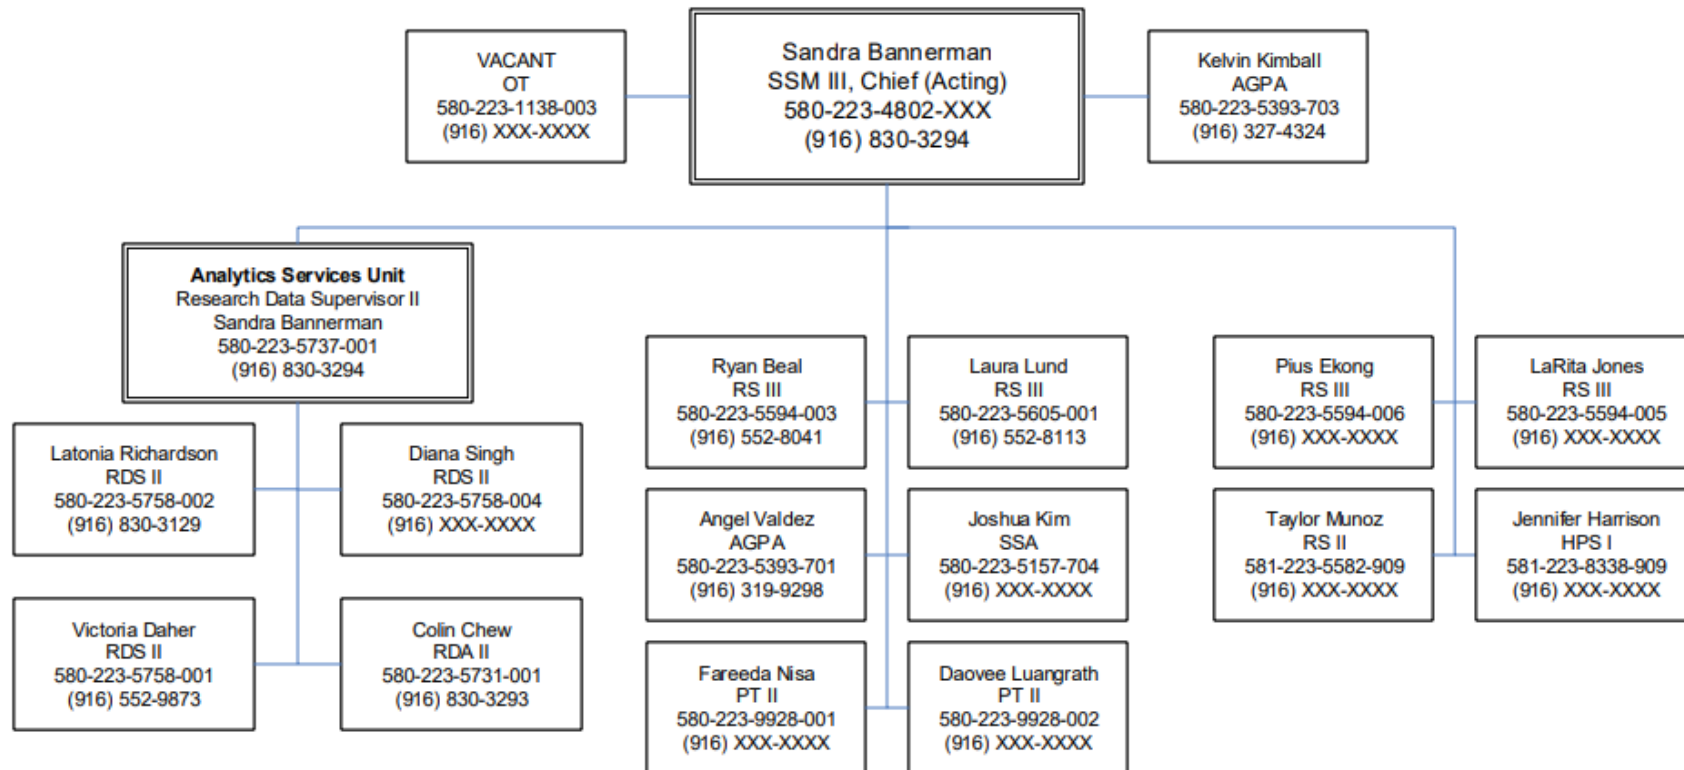 VACANT
OT
580-223-1138-003
(916) XXX-XXXX
Sandra Bannerman
SSM III, Chief (Acting)
580-223-4802-XXX
(916) 830-3294
Kelvin Kimball
AGPA
580-223-5393-703
(916) 327-4324
Analytics Services Unit
Research Data Supervisor II
Sandra Bannerman
580-223-5737-001
(916) 830-3294
Latonia Richardson
RDS II
580-223-5758-002
(916) 830-3129
Diana Singh
RDS II
580-223-5758-004
(916) XXX-XXXX
Victoria Daher
RDS II
580-223-5758-001
(916) 552-9873
Colin Chew
RDA II
580-223-5731-001
(916) 830-3293
Ryan Beal
RS III
580-223-5594-003
(916) 552-8041
Laura Lund
RS III
580-223-5605-001
(916) 552-8113
Angel Valdez
AGPA
580-223-5393-701
(916) 319-9298
Joshua Kim
SSA
580-223-5157-704
(916) XXX-XXXX
Fareeda Nisa
PT II
580-223-9928-001
(916) XXX-XXXX
Daovee Luangrath
PT II
580-223-9928-002
(916) XXX-XXXX
Pius Ekong
RS III
580-223-5594-006
(916) XXX-XXXX
LaRita Jones
RS III
580-223-5594-005
(916) XXX-XXXX
Taylor Munoz
RS II
581-223-5582-909
(916) XXX-XXXX
Jennifer Harrison
HPS I
581-223-8338-909
(916) XXX-XXXX